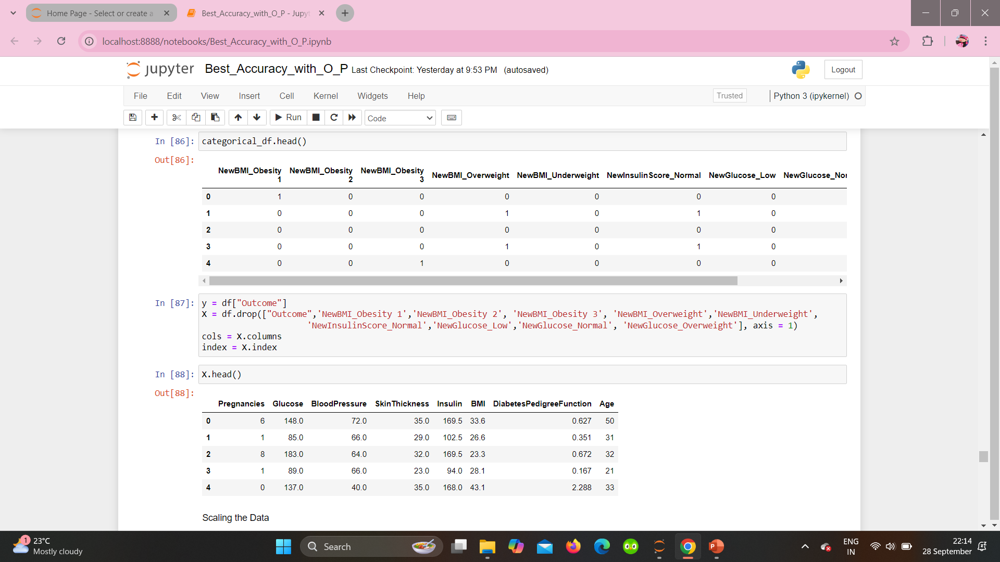 Home Page - Select or create a
Best_Accuracy_with_O_P - Jupyt
localhost:8888/notebooks/Best_Accuracy_with_O_P.ipynb
jupyter Best_Accuracy_with_O_P Last Checkpoint: Yesterday at 9:53 PM (autosaved)
Logout
File Edit View Insert Cell Kernel Widgets Help
Trusted
Python 3 (ipykernel)
Run
Code
In [86]: categorical_df.head()
Out[86]:
NewBMI_Obesity 1 NewBMI_Obesity 2 NewBMI_Obesity 3 NewBMI_Overweight NewBMI_Underweight NewInsulinScore_Normal NewGlucose_Low NewGlucose_Nor
0 1 0 0 0 0 0 0
1 0 0 0 1 0 1 0
2 0 0 0 0 0 0 0
3 0 0 0 1 0 1 0
4 0 0 1 0 0 0 0
In [87]: y = df["Outcome"]
X = df.drop(["Outcome",'NewBMI_Obesity 1','NewBMI_Obesity 2', 'NewBMI_Obesity 3', 'NewBMI_Overweight','NewBMI_Underweight',
'NewInsulinScore_Normal','NewGlucose_Low','NewGlucose_Normal', 'NewGlucose_Overweight'], axis = 1)
cols = X.columns
index = X.index
In [88]: X.head()
Out[88]:
Pregnancies Glucose BloodPressure SkinThickness Insulin BMI DiabetesPedigreeFunction Age
0 6 148.0 72.0 35.0 169.5 33.6 0.627 50
1 1 85.0 66.0 29.0 102.5 26.6 0.351 31
2 8 183.0 64.0 32.0 169.5 23.3 0.672 32
3 1 89.0 66.0 23.0 94.0 28.1 0.167 21
4 0 137.0 40.0 35.0 168.0 43.1 2.288 33
Scaling the Data
1
23°C
Mostly cloudy
Search
ENG
IN
22:14
28 September